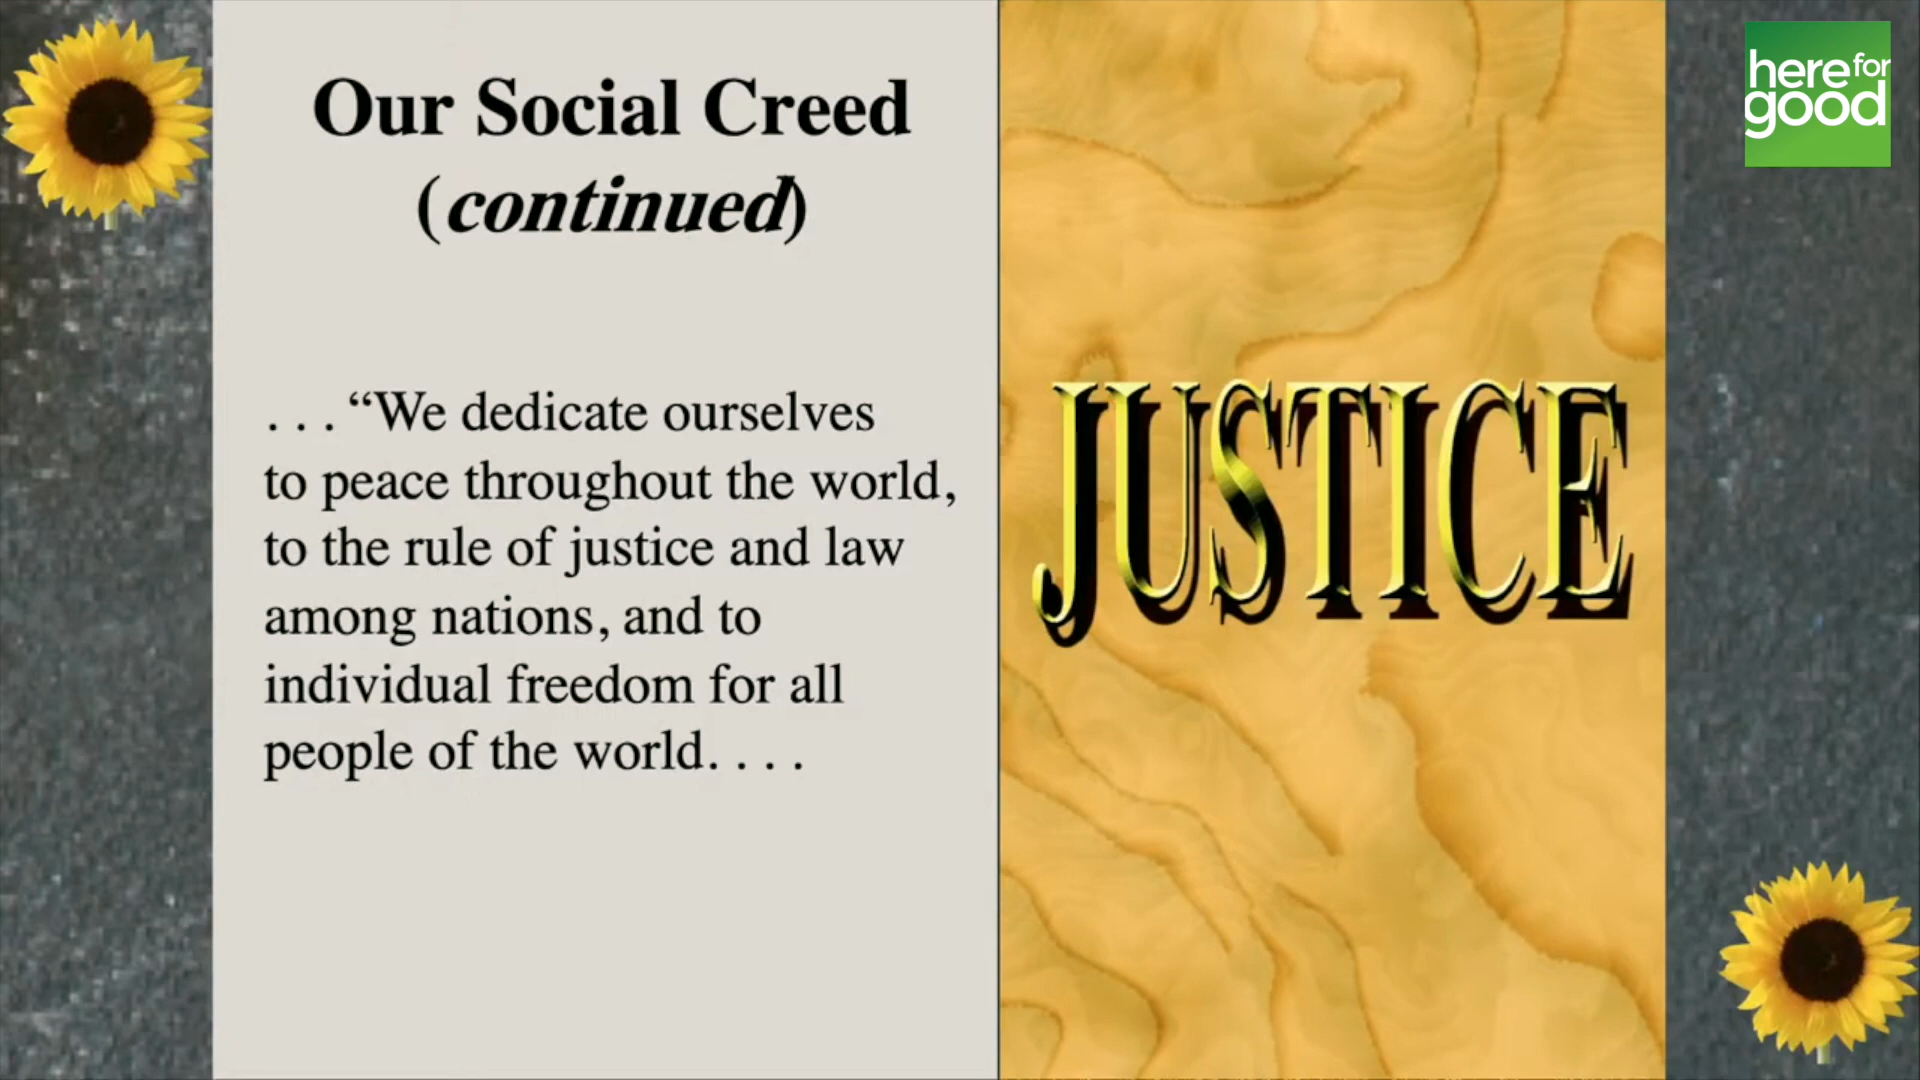 Our Social Creed
(continued)
. . . “We dedicate ourselves
to peace throughout the world,
to the rule of justice and law
among nations, and to
individual freedom for all
people of the world. . . .
JUSTICE
here for
good